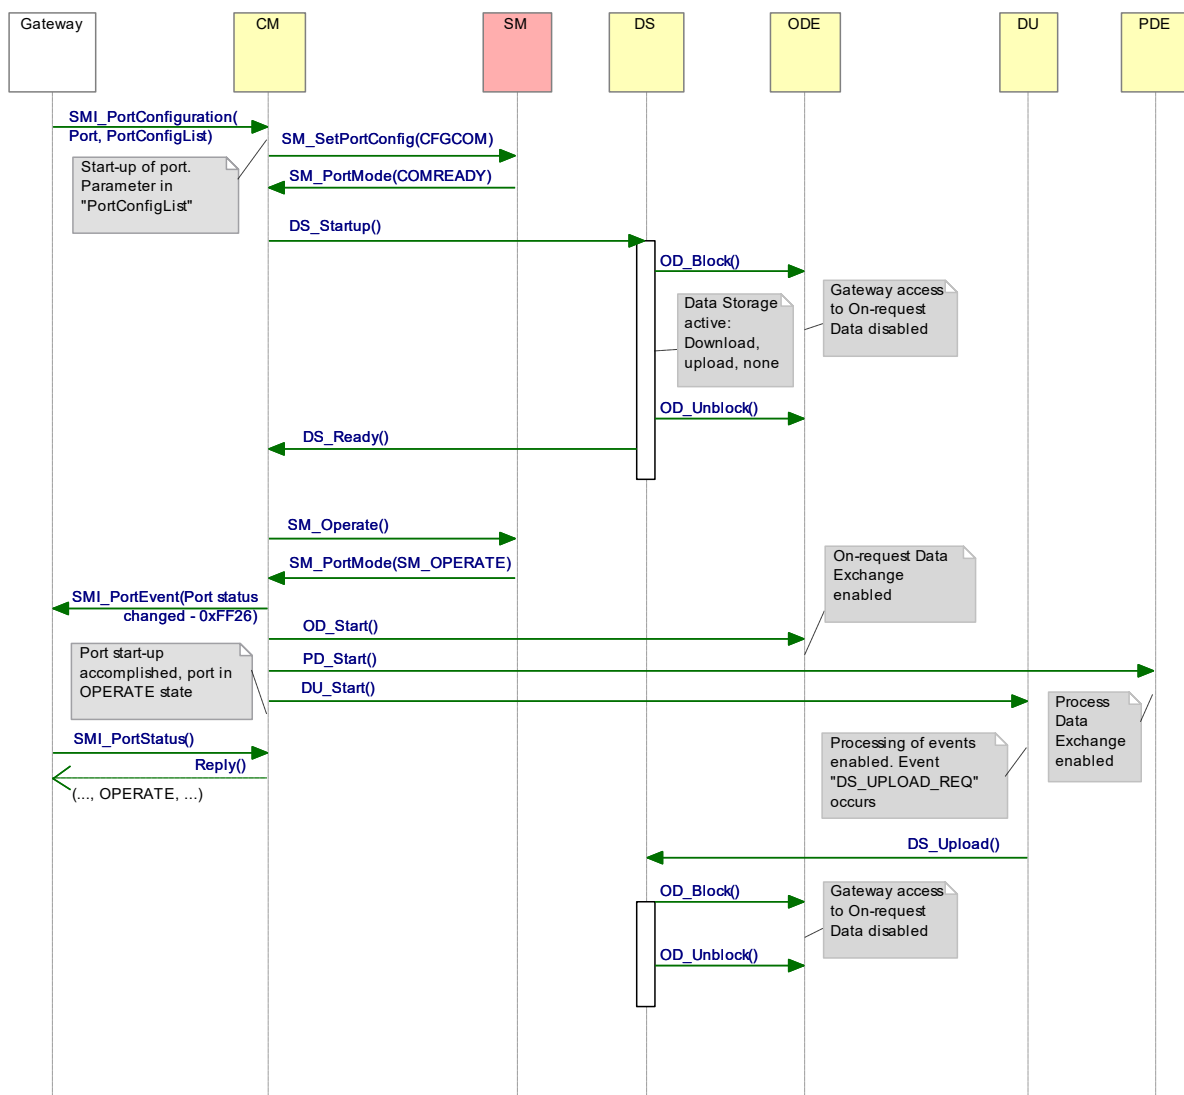 Gateway
CM
SM
DS
ODE
DU
PDE
SMI_PortConfiguration(
Port, PortConfigList)
SM_SetPortConfig(CFGCOM)
Start-up of port.
Parameter in
"PortConfigList"
SM_PortMode(COMREADY)
DS_Startup()
OD_Block()
Gateway access
to On-request
Data disabled
Data Storage
active:
Download,
upload, none
OD_Unblock()
DS_Ready()
SM_Operate()
SM_PortMode(SM_OPERATE)
On-request Data
Exchange
enabled
SMI_PortEvent(Port status
changed - 0xFF26)
OD_Start()
Port start-up
accomplished, port in
OPERATE state
PD_Start()
DU_Start()
Process
Data
Exchange
enabled
SMI_PortStatus()
Reply()
(..., OPERATE, ...)
Processing of events
enabled. Event
"DS_UPLOAD_REQ"
occurs
DS_Upload()
OD_Block()
Gateway access
to On-request
Data disabled
OD_Unblock()